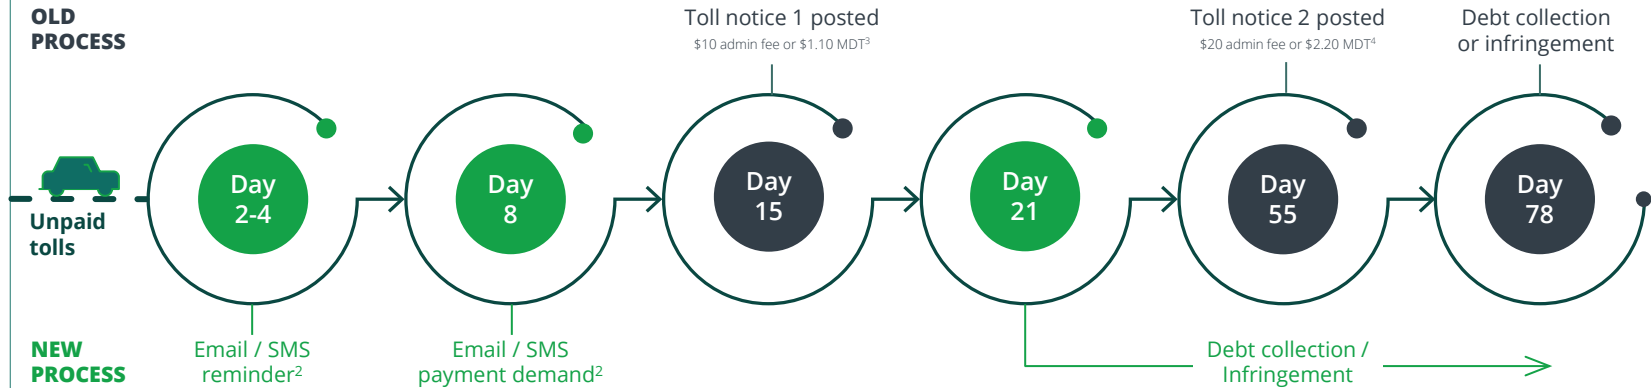 OLD
PROCESS
Toll notice 1 posted
$10 admin fee or $1.10 MDT³
Toll notice 2 posted
$20 admin fee or $2.20 MDT⁴
Debt collection
or infringement
Unpaid
tolls
Day
2-4
Day
8
Day
15
Day
21
Day
55
Day
78
NEW
PROCESS
Email / SMS
reminder²
Email / SMS
payment demand²
Debt collection /
Infringement